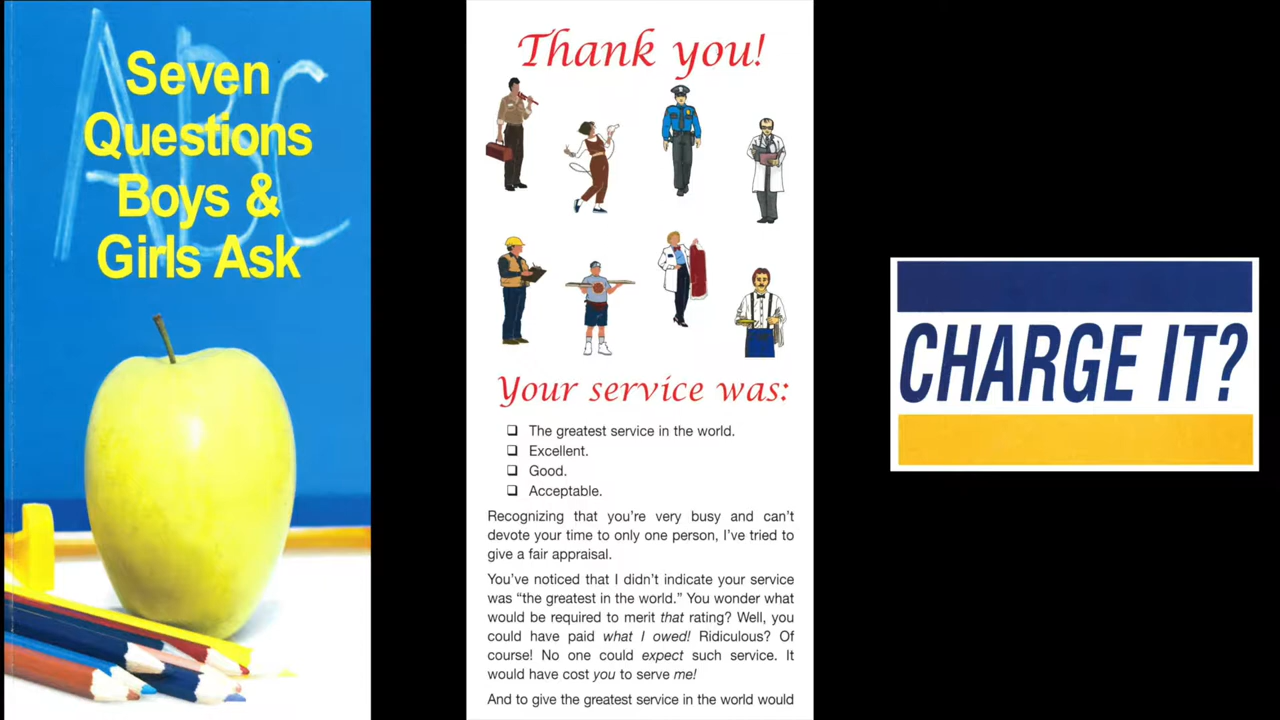 ABC
Seven
Questions
Boys &
Girls Ask
Thank you!
Your service was:
❑ The greatest service in the world.
❑ Excellent.
❑ Good.
❑ Acceptable.
Recognizing that you're very busy and can't
devote your time to only one person, I've tried to
give a fair appraisal.
You've noticed that I didn't indicate your service
was “the greatest in the world.” You wonder what
would be required to merit that rating? Well, you
could have paid what I owed! Ridiculous? Of
course! No one could expect such service. It
would have cost you to serve me!
And to give the greatest service in the world would
CHARGE IT?